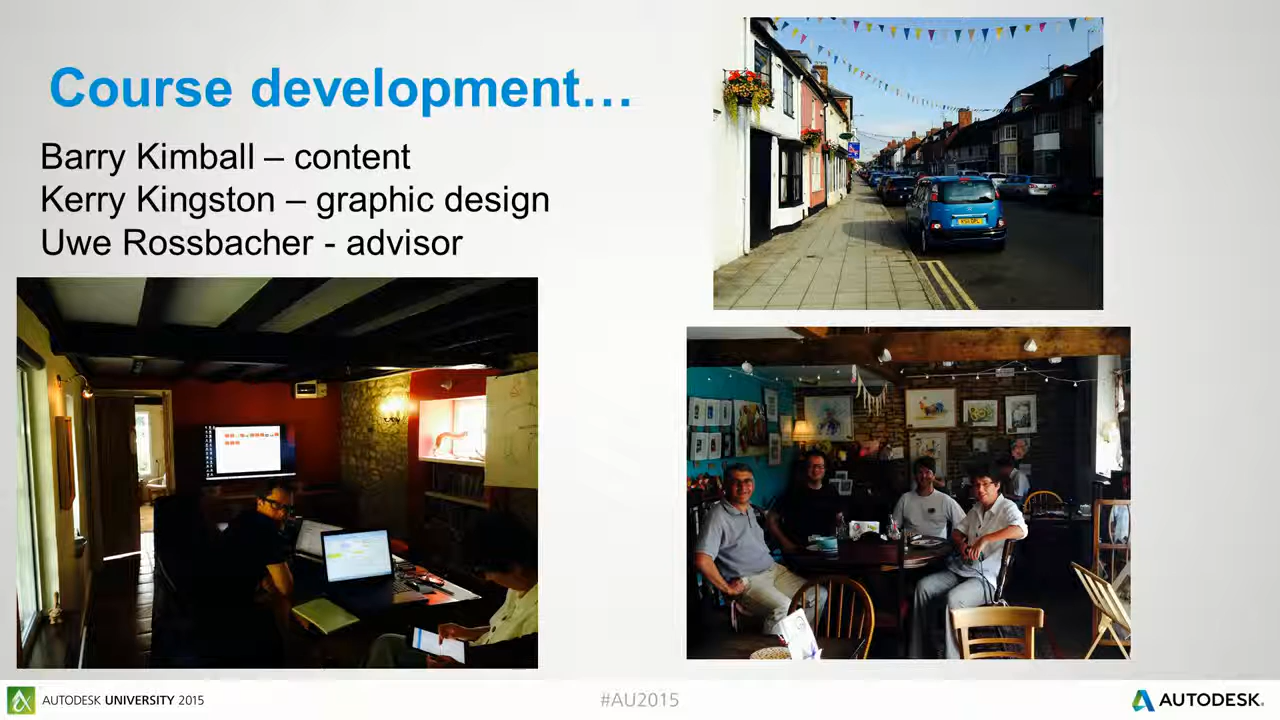 Course development…
Barry Kimball – content
Kerry Kingston – graphic design
Uwe Rossbacher - advisor
AUTODESK UNIVERSITY 2015
#AU2015
AUTODESK.